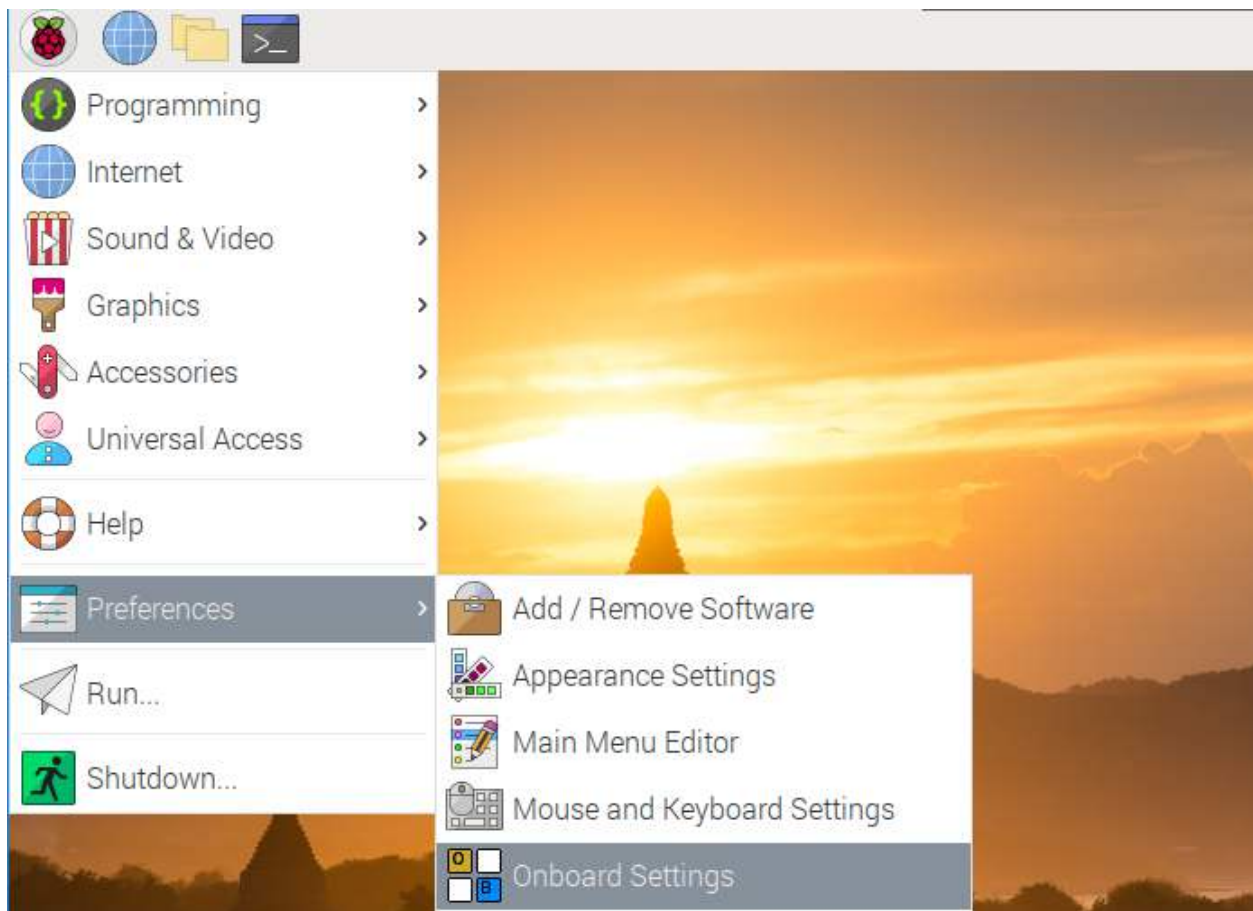 >_
Programming
Internet
Sound & Video
Graphics
Accessories
Universal Access
Help
Preferences
Add / Remove Software
Appearance Settings
Run...
Main Menu Editor
Shutdown...
Mouse and Keyboard Settings
O
B
Onboard Settings